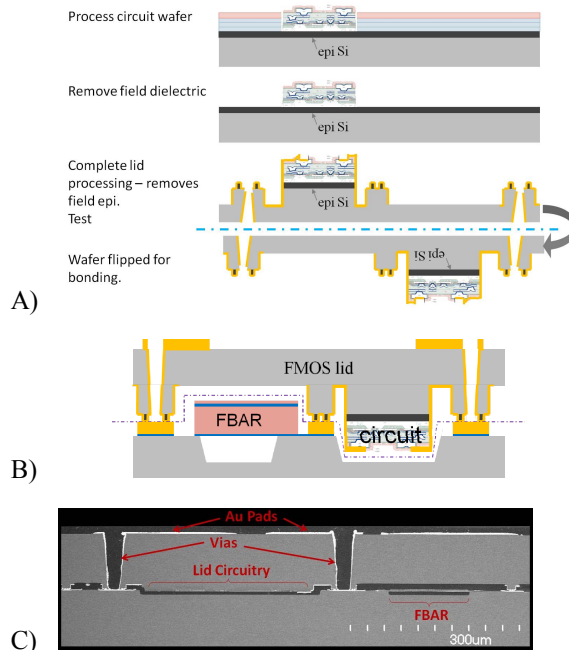 Process circuit wafer
epi Si
Remove field dielectric
epi Si
Complete lid
processing – removes
field epi.
Test
epi Si
Wafer flipped for
bonding.
epi Si
A)
FMOS lid
FBAR
circuit
B)
Au Pads
Vias
Lid Circuitry
FBAR
300um
C)